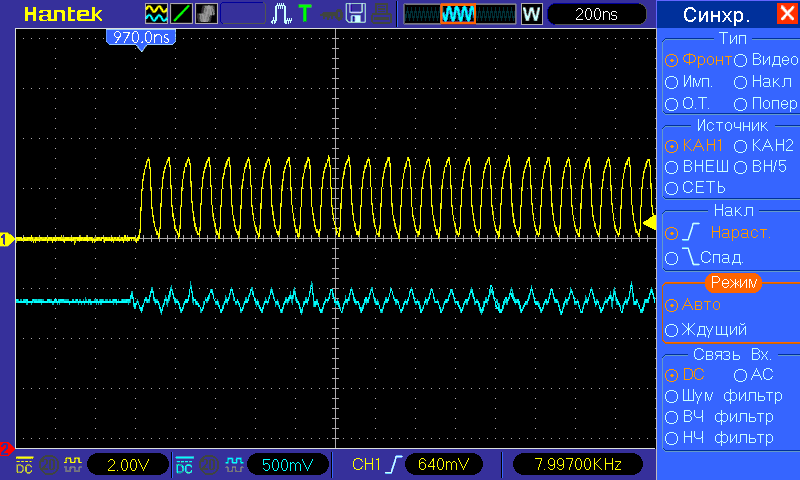 Hantek T W 200ns
970.0ns
Синхр.
Тип
Фронт Видео
Имп. Накл
О.Т. Попер
Источник
КАН1 КАН2
ВНЕШ ВН/5
СЕТЬ
Накл
Нараст.
Спад.
Режим
Авто
Ждущий
Связь Вх.
DC AC
Шум фильтр
ВЧ фильтр
НЧ фильтр
1
2
DC 20 2.00V DC 20 500mV CH1 640mV 7.99700KHz